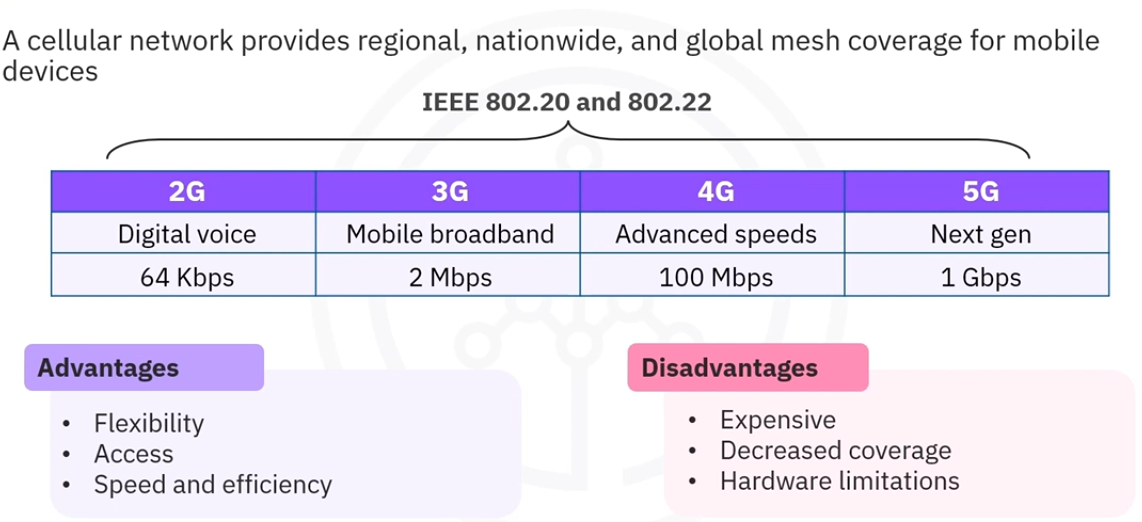 A cellular network provides regional, nationwide, and global mesh coverage for mobile
devices
IEEE 802.20 and 802.22
2G 3G 4G 5G
Digital voice Mobile broadband Advanced speeds Next gen
64 Kbps 2 Mbps 100 Mbps 1 Gbps
Advantages
• Flexibility
• Access
• Speed and efficiency
Disadvantages
• Expensive
• Decreased coverage
• Hardware limitations